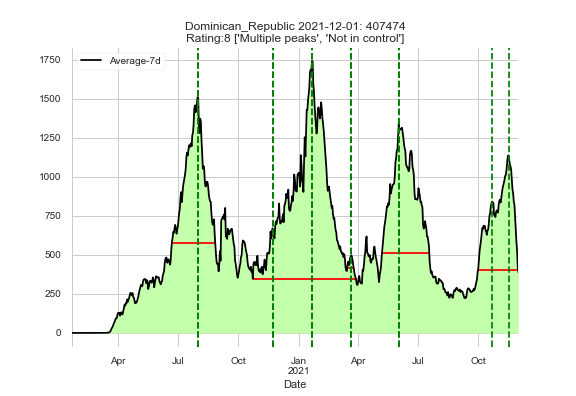 Dominican_Republic 2021-12-01: 407474
Rating:8 ['Multiple peaks', 'Not in control']
Average-7d
1750
1500
1250
1000
750
500
250
0
Apr Jul Oct Jan Apr Jul Oct
2021
Date